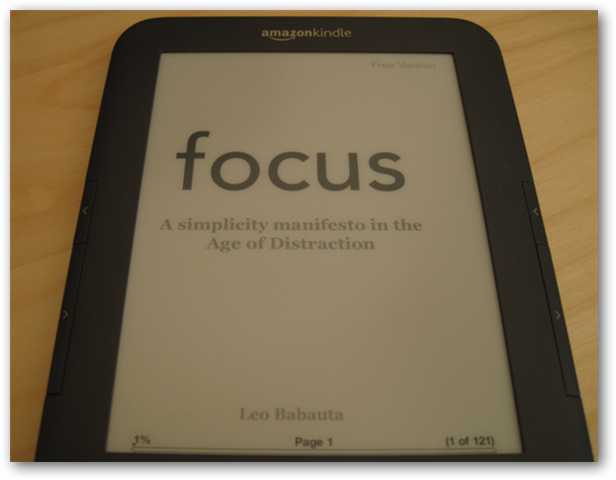 amazonkindle
Free Version
focus
A simplicity manifesto in the
Age of Distraction
Leo Babauta
1% Page 1 (1 of 121)